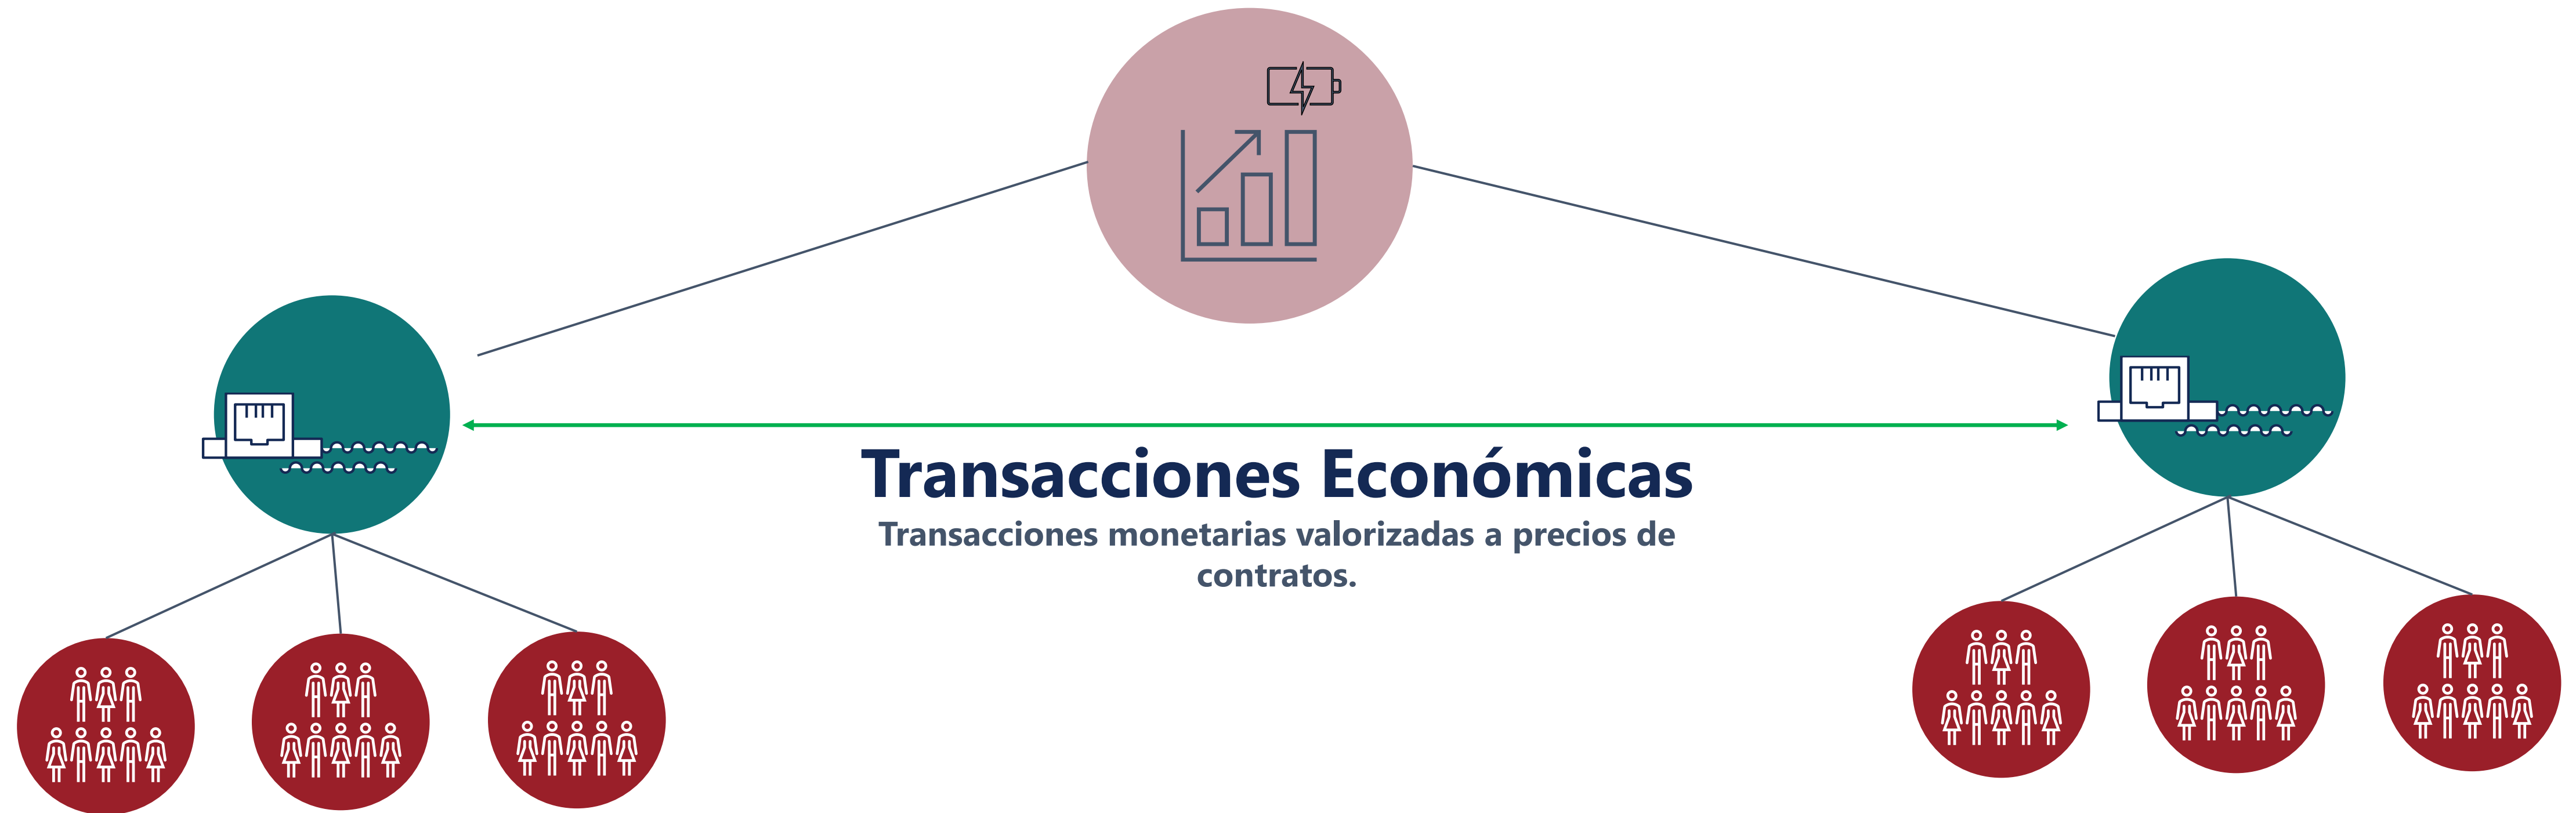 Transacciones Económicas
Transacciones monetarias valorizadas a precios de
contratos.